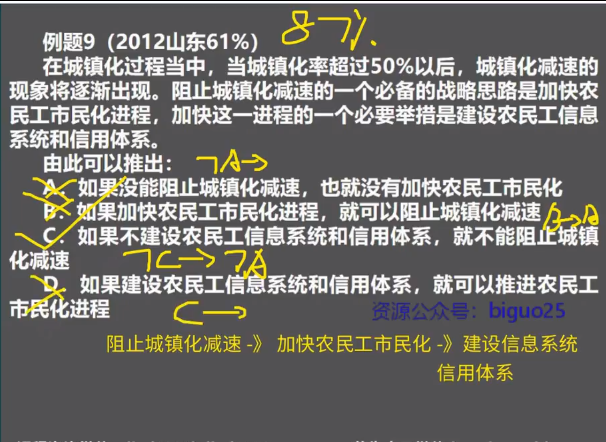 例题9（2012山东61%） 87%.
在城镇化过程当中，当城镇化率超过50%以后，城镇化减速的
现象将逐渐出现。阻止城镇化减速的一个必备的战略思路是加快农
民工市民化进程，加快这一进程的一个必要举措是建设农民工信息
系统和信用体系。
由此可以推出： ¬A→
A．如果没能阻止城镇化减速，也就没有加快农民工市民化
B．如果加快农民工市民化进程，就可以阻止城镇化减速 B→A
C．如果不建设农民工信息系统和信用体系，就不能阻止城镇
化减速 ¬C→¬A
D．如果建设农民工信息系统和信用体系，就可以推进农民工
市民化进程 C→ 资源公众号：biguo25
阻止城镇化减速 -》 加快农民工市民化 -》建设信息系统
信用体系